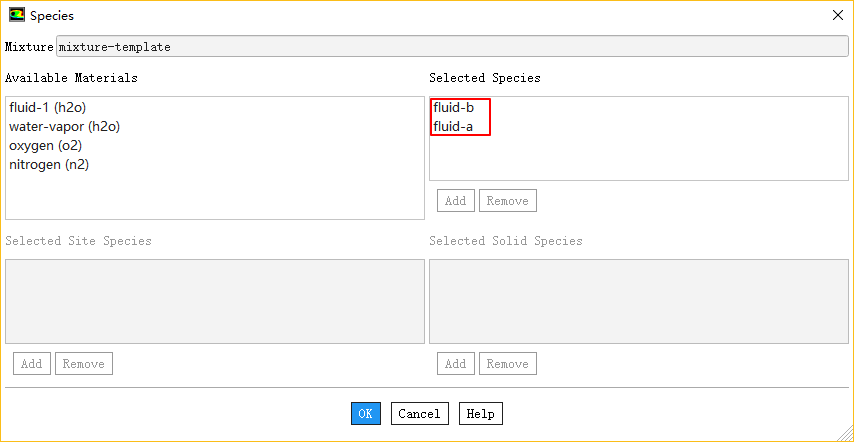 Species
Mixture mixture-template
Available Materials
fluid-1 (h2o)
water-vapor (h2o)
oxygen (o2)
nitrogen (n2)
Selected Species
fluid-b
fluid-a
Add Remove
Selected Site Species
Add Remove
Selected Solid Species
Add Remove
OK Cancel Help